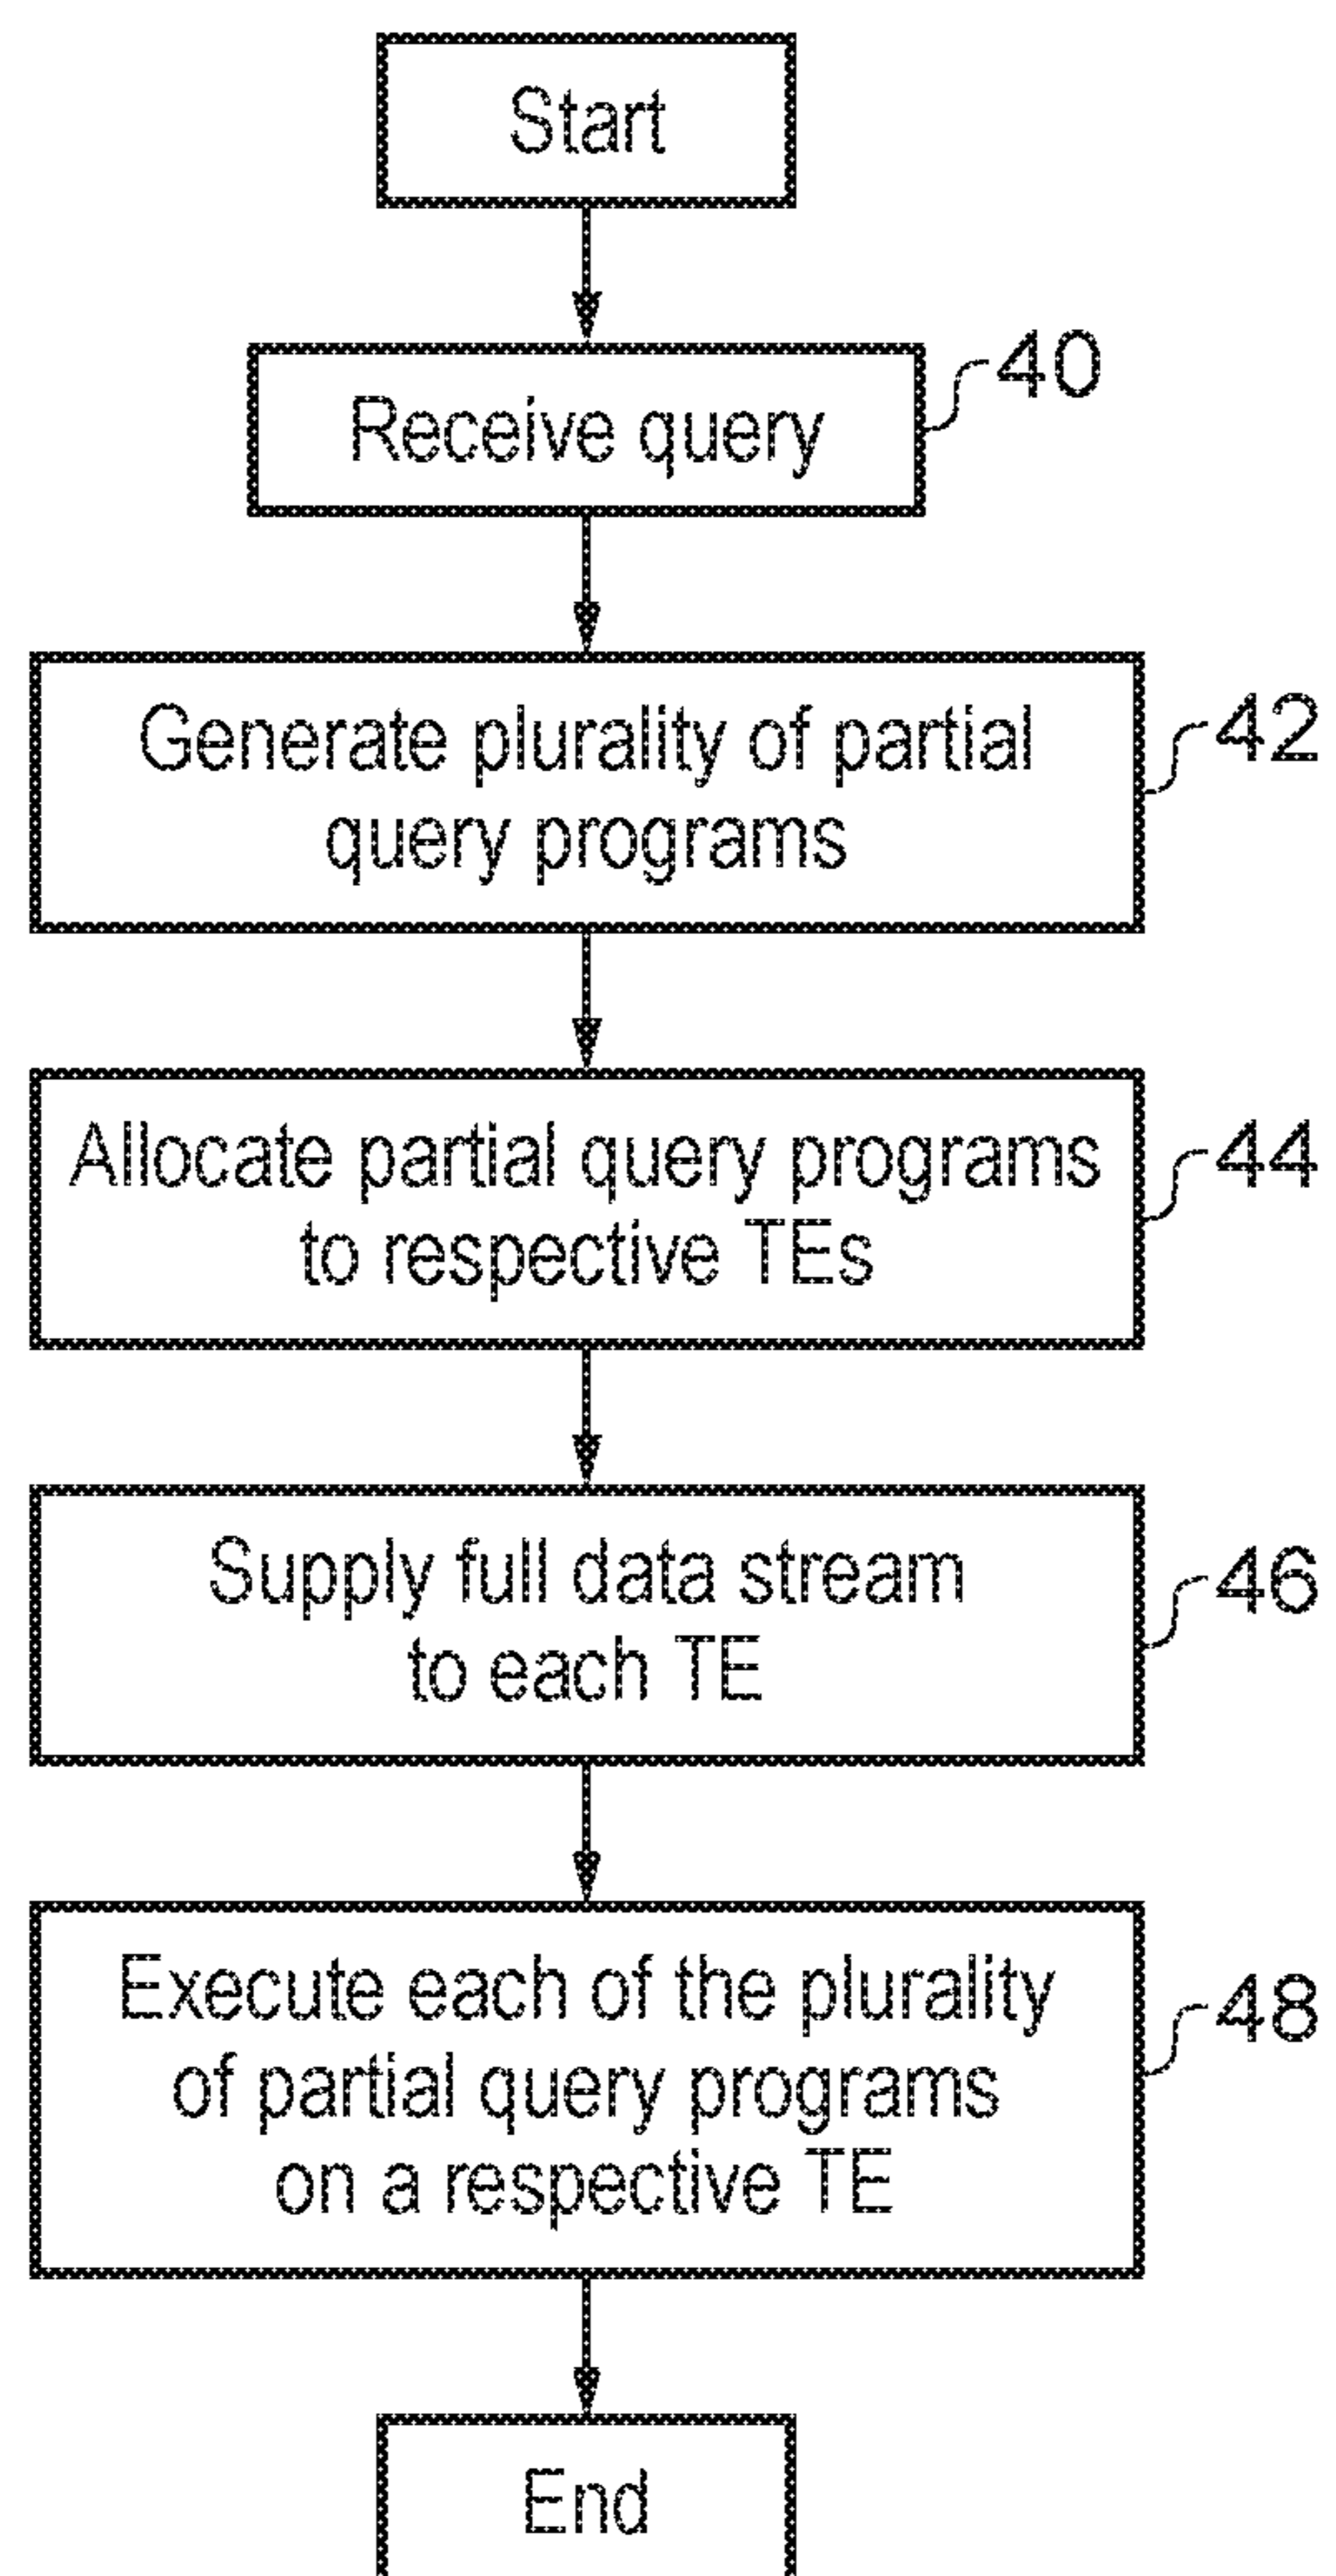 Start
Receive query
40
Generate plurality of partial
query programs
42
Allocate partial query programs
to respective TEs
44
Supply full data stream
to each TE
46
Execute each of the plurality
of partial query programs
on a respective TE
48
End